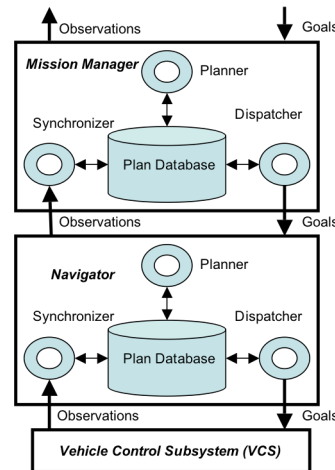 Observations
Goals
Mission Manager
Planner
Synchronizer
Dispatcher
Plan Database
Observations
Goals
Navigator
Planner
Synchronizer
Dispatcher
Plan Database
Observations
Goals
Vehicle Control Subsystem (VCS)